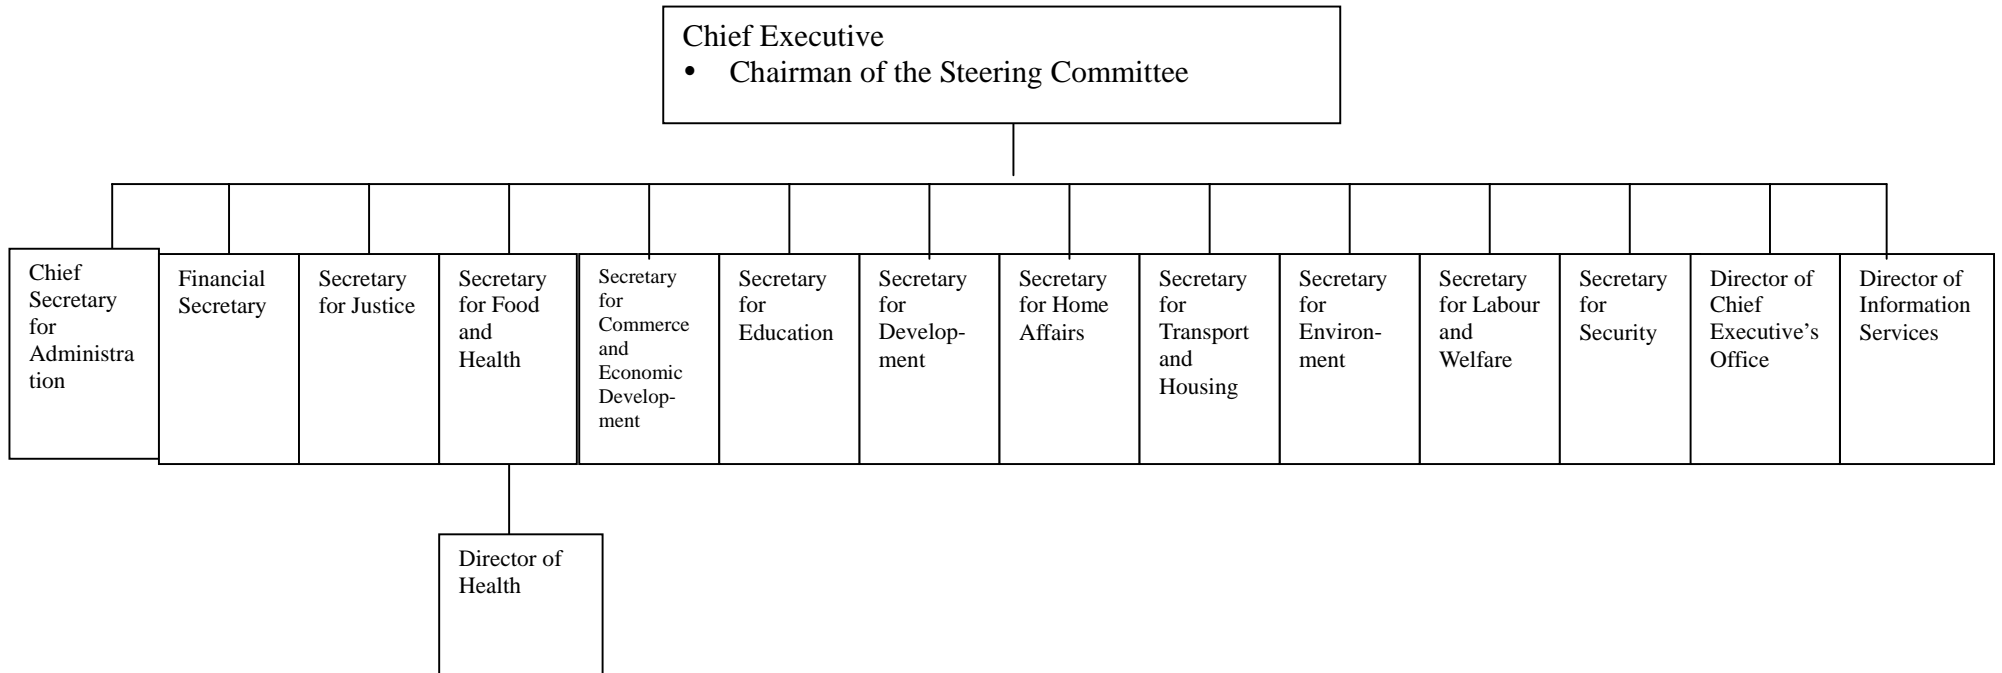 Chief Executive
• Chairman of the Steering Committee
Chief
Secretary
for
Administra
tion
Financial
Secretary
Secretary
for Justice
Secretary
for Food
and
Health
Secretary
for
Commerce
and
Economic
Develop-
ment
Secretary
for
Education
Secretary
for
Develop-
ment
Secretary
for Home
Affairs
Secretary
for
Transport
and
Housing
Secretary
for
Environ-
ment
Secretary
for Labour
and
Welfare
Secretary
for
Security
Director of
Chief
Executive’s
Office
Director of
Information
Services
Director of
Health